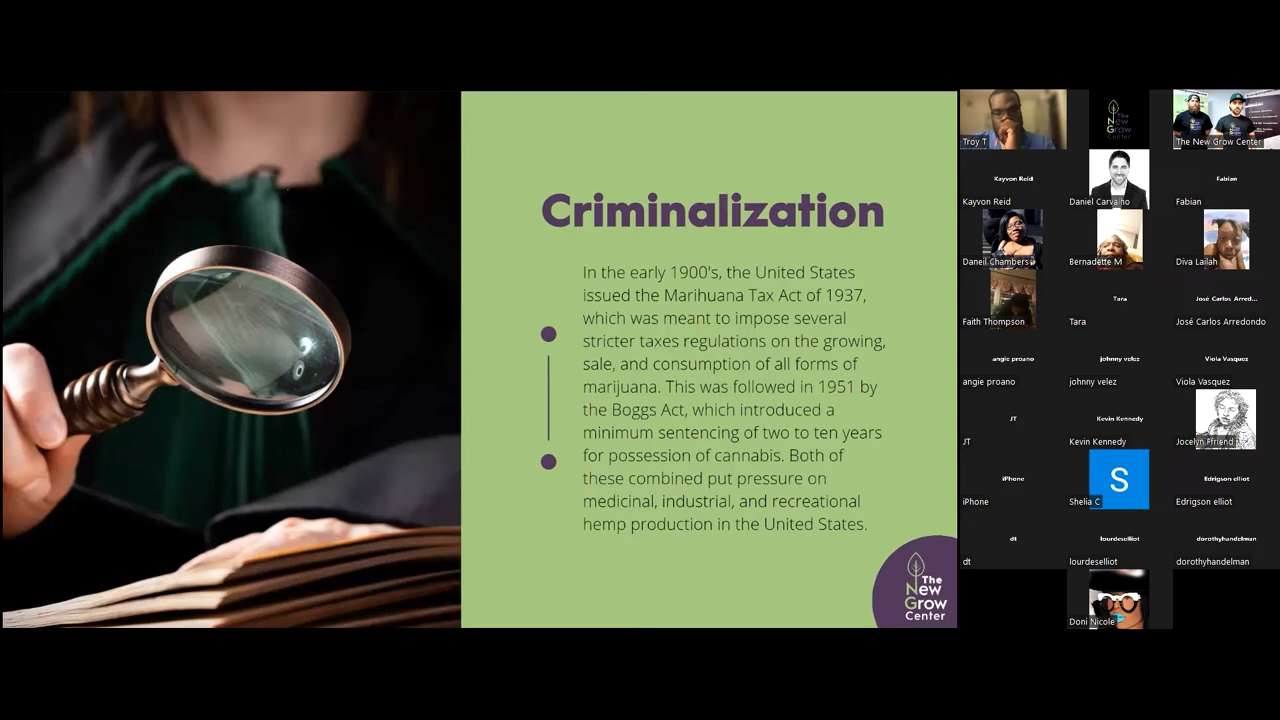 Criminalization
In the early 1900's, the United States
issued the Marihuana Tax Act of 1937,
which was meant to impose several
stricter taxes regulations on the growing,
sale, and consumption of all forms of
marijuana. This was followed in 1951 by
the Boggs Act, which introduced a
minimum sentencing of two to ten years
for possession of cannabis. Both of
these combined put pressure on
medicinal, industrial, and recreational
hemp production in the United States.
The
New
Grow
Center
Troy T
The
New
Grow
Center
The New Grow Center
Kayvon Reid
Kayvon Reid
Daniel Carvalho
Fabian
Fabian
Daneil Chambers
Bernadette M
Diva Lailah
Faith Thompson
Tara
Tara
José Carlos Arred...
José Carlos Arredondo
angie proano
angie proano
johnny velez
johnny velez
Viola Vasquez
Viola Vasquez
JT
JT
Kevin Kennedy
Kevin Kennedy
Jocelyn Ffriend
iPhone
iPhone
S
Shelia C
Edrigson elliot
Edrigson elliot
dt
dt
lourdeselliot
lourdeselliot
dorothyhandelman
dorothyhandelman
Doni Nicole